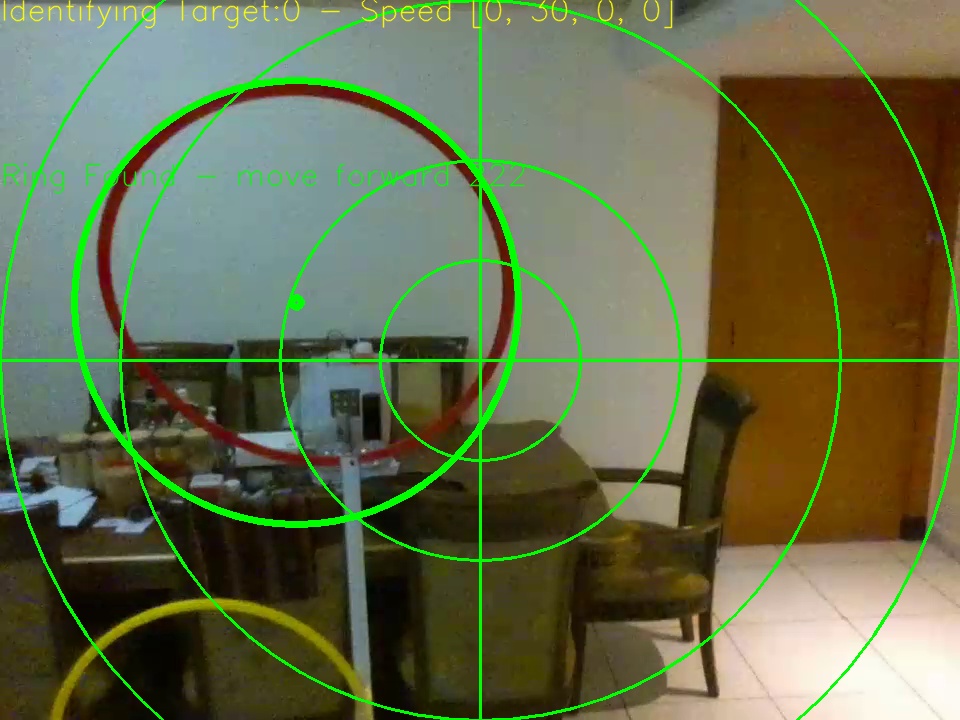 Identifying Target:0 - Speed [0, 30, 0, 0]
Ring Found - move forward 222